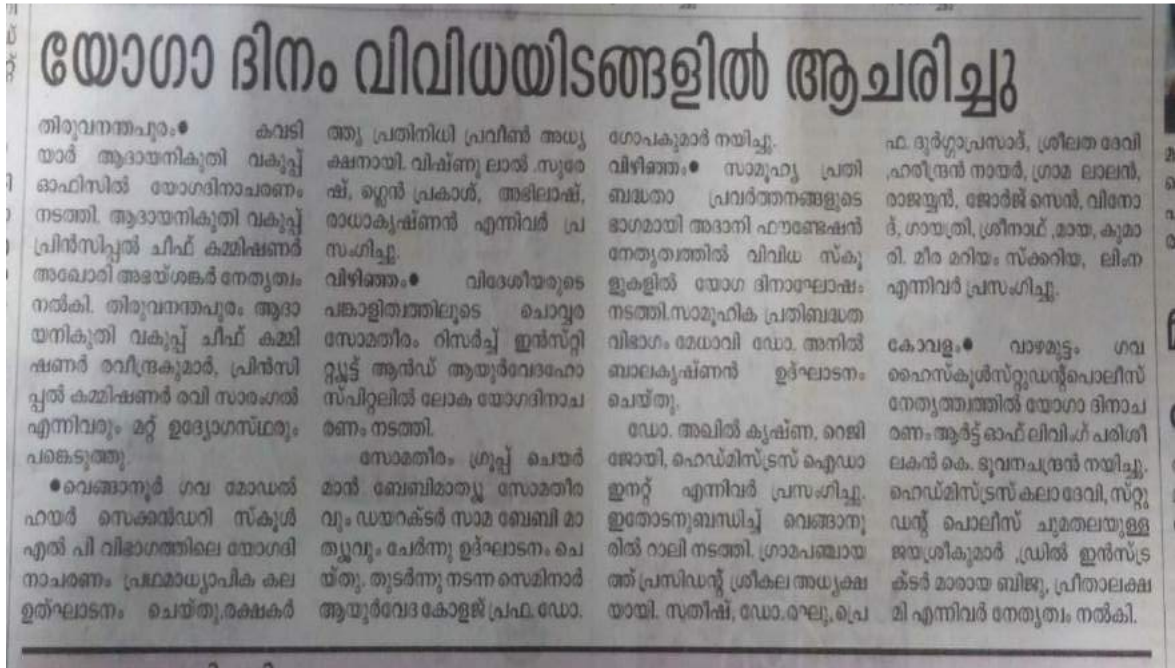 യോഗാ ദിനം വിവിധയിടങ്ങളിൽ ആചരിച്ചു
തിരുവനന്തപുരം● കവടി
യാർ ആദായനികുതി വകുപ്പ്
ഓഫിസിൽ യോഗദിനാചരണം
നടത്തി. ആദായനികുതി വകുപ്പ്
പ്രിൻസിപ്പൽ ചീഫ് കമ്മിഷണർ
അഖോരി അഭയ്ശങ്കർ നേതൃത്വം
നൽകി. തിരുവനന്തപുരം ആദാ
യനികുതി വകുപ്പ് ചീഫ് കമ്മി
ഷണർ രവീന്ദ്രകുമാർ, പ്രിൻസി
പ്പൽ കമ്മിഷണർ രവി സാരംഗൽ
എന്നിവരും മറ്റ് ഉദ്യോഗസ്ഥരും
പങ്കെടുത്തു.
●വെങ്ങാനൂർ ഗവ മോഡൽ
ഹയർ സെക്കൻഡറി സ്കൂൾ
എൽ പി വിഭാഗത്തിലെ യോഗദി
നാചരണം പ്രഥമാധ്യാപിക കല
ഉത്ഘാടനം ചെയ്തു,രക്ഷകർ
ത്തൃ പ്രതിനിധി പ്രവീൺ അധ്യ
ക്ഷനായി. വിഷ്ണു ലാൽ .സുരേ
ഷ്, ഗ്ലെൻ പ്രകാശ്, അഭിലാഷ്,
രാധാകൃഷ്ണൻ എന്നിവർ പ്ര
സംഗിച്ചു.
വിഴിഞ്ഞം● വിദേശീയരുടെ
പങ്കാളിത്വത്തിലൂടെ ചൊവ്വര
സോമതീരം റിസർച്ച് ഇൻസ്റ്റി
റ്റ്യൂട്ട് ആൻഡ് ആയുർവേദഹോ
സ്പിറ്റലിൽ ലോക യോഗദിനാച
രണം നടത്തി.
സോമതീരം ഗ്രൂപ്പ് ചെയർ
മാൻ ബേബിമാത്യൂ സോമതീര
വും ഡയറക്ടർ സാമ ബേബി മാ
ത്യൂവും ചേർന്നു ഉദ്ഘാടനം ചെ
യ്തു, തുടർന്നു നടന്ന സെമിനാർ
ആയുർവേദ കോളജ് പ്രഫ. ഡോ.
ഗോപകുമാർ നയിച്ചു.
വിഴിഞ്ഞം● സാമൂഹ്യ പ്രതി
ബദ്ധതാ പ്രവർത്തനങ്ങളുടെ
ഭാഗമായി അദാനി ഫൗണ്ടേഷൻ
നേതൃത്വത്തിൽ വിവിധ സ്കൂ
ളുകളിൽ യോഗ ദിനാഘോഷം
നടത്തി.സാമൂഹിക പ്രതിബദ്ധത
വിഭാഗം മേധാവി ഡോ. അനിൽ
ബാലകൃഷ്ണൻ ഉദ്ഘാടനം
ചെയ്തു.
ഡോ. അഖിൽ കൃഷ്ണ, റെജി
ജോയി, ഹെഡ്മിസ്ട്രസ് ഐഡാ
ഇനറ്റ് എന്നിവർ പ്രസംഗിച്ചു.
ഇതോടനുബന്ധിച്ച് വെങ്ങാനൂ
രിൽ റാലി നടത്തി. ഗ്രാമപഞ്ചായ
ത്ത് പ്രസിഡന്റ് ശ്രീകല അധ്യക്ഷ
യായി. സതീഷ്, ഡോ.രഘു, പ്രെ
ഫ. ദുർഗ്ഗാപ്രസാദ്, ശ്രീലത ദേവി
,ഹരീന്ദ്രൻ നായർ, ഗ്രാമ ലാലൻ,
രാജയ്യൻ, ജോർജ് സെൻ, വിനോ
ദ്, ഗായത്രി, ശ്രീനാഥ് ,മായ, കുമാ
രി. മീര മറിയം സ്ക്കറിയ, ലിംന
എന്നിവർ പ്രസംഗിച്ചു.
കോവളം● വാഴമുട്ടം ഗവ
ഹൈസ്കൂൾസ്റ്റുഡന്റ്പൊലീസ്
നേതൃത്ത്വത്തിൽ യോഗാ ദിനാച
രണം ആർട്ട് ഓഫ് ലിവിംഗ് പരിശീ
ലകൻ കെ. ഭുവനചന്ദ്രൻ നയിച്ചു.
ഹെഡ്മിസ്ട്രസ് കലാ ദേവി, സ്റ്റു
ഡന്റ് പൊലീസ് ചുമതലയുള്ള
ജയശ്രീകുമാർ ,ഡ്രിൽ ഇൻസ്ട്ര
ക്ടർ മാരായ ബിജു, പ്രീതാലക്ഷ
മി എന്നിവർ നേതൃത്വം നൽകി.